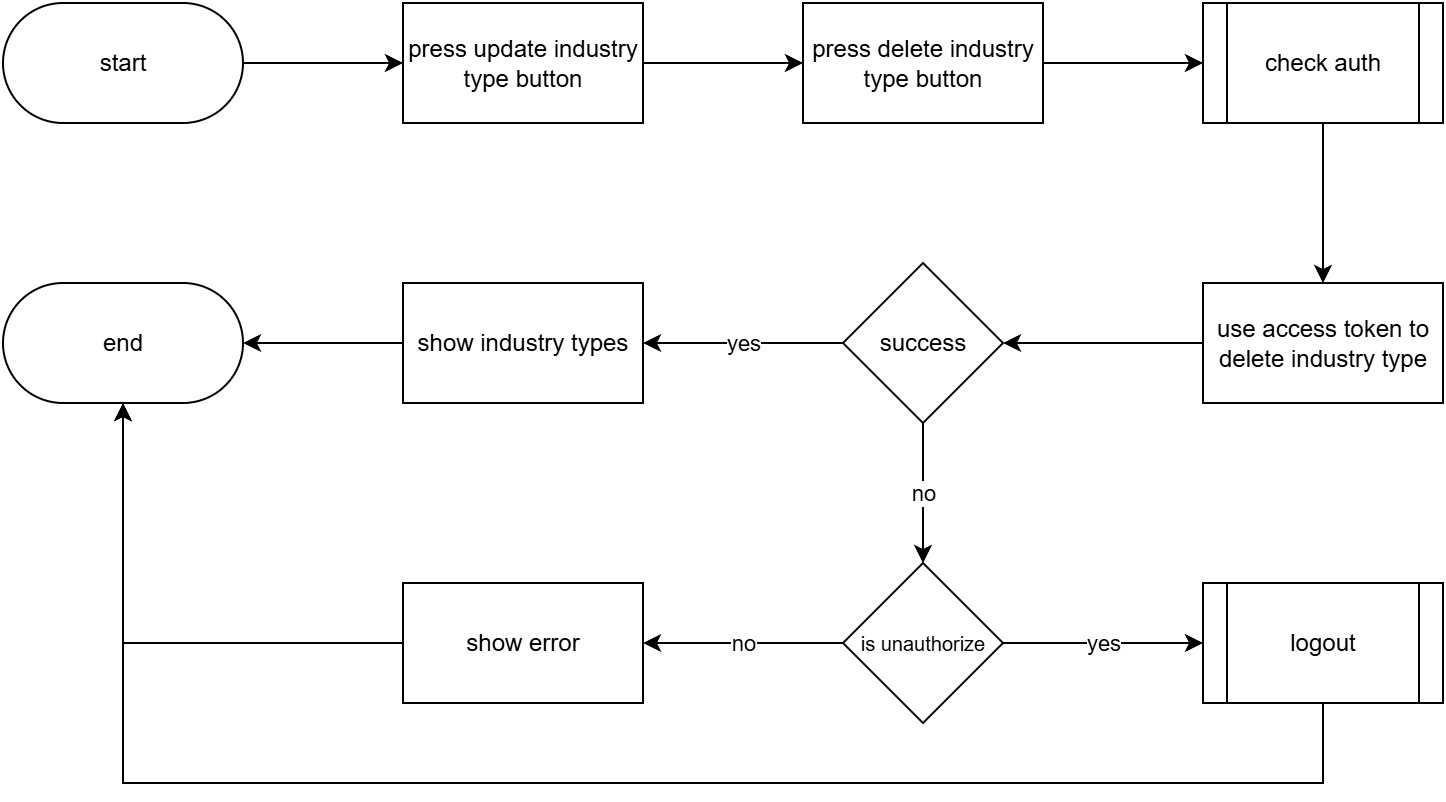 start
press update industry
type button
press delete industry
type button
check auth
end
show industry types
yes
success
use access token to
delete industry type
no
show error
no
is unauthorize
yes
logout